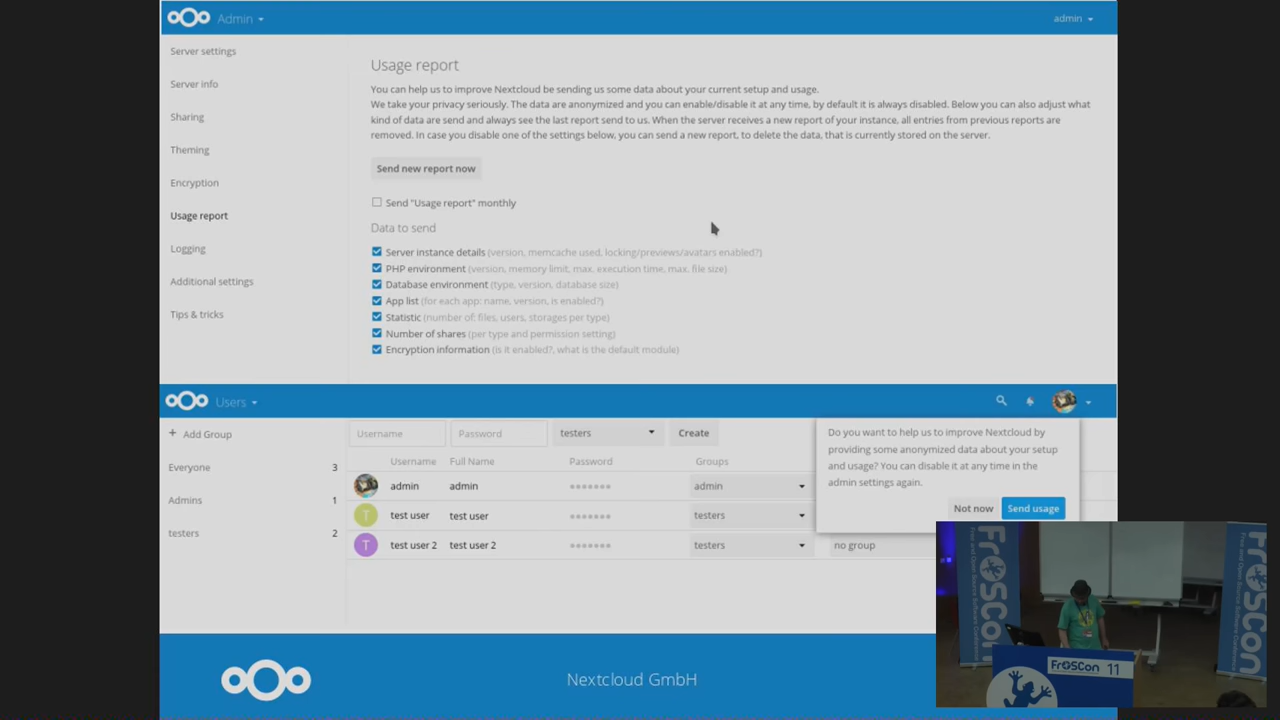 Admin
admin
Server settings
Server info
Sharing
Theming
Encryption
Usage report
Logging
Additional settings
Tips & tricks
Usage report
You can help us to improve Nextcloud be sending us some data about your current setup and usage.
We take your privacy seriously. The data are anonymized and you can enable/disable it at any time, by default it is always disabled. Below you can also adjust what
kind of data are send and always see the last report send to us. When the server receives a new report of your instance, all entries from previous reports are
removed. In case you disable one of the settings below, you can send a new report, to delete the data, that is currently stored on the server.
Send new report now
Send "Usage report" monthly
Data to send
Server instance details (version, memcache used, locking/previews/avatars enabled?)
PHP environment (version, memory limit, max. execution time, max. file size)
Database environment (type, version, database size)
App list (for each app: name, version, is enabled?)
Statistic (number of: files, users, storages per type)
Number of shares (per type and permission setting)
Encryption information (is it enabled?, what is the default module)
Users
+ Add Group
Everyone 3
Admins 1
testers 2
Username Password testers Create
Username Full Name Password Groups
admin admin ●●●●●●● admin
T test user test user ●●●●●●● testers
T test user 2 test user 2 ●●●●●●● testers no group
Do you want to help us to improve Nextcloud by
providing some anonymized data about your setup
and usage? You can disable it at any time in the
admin settings again.
Not now Send usage
Nextcloud GmbH
FrOSCon
Free and Open Source Software Conference
FrOSCon
FrOSCon 11